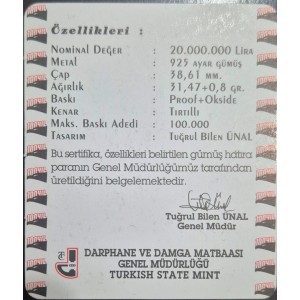 Özellikleri :
Nominal Değer : 20.000.000 Lira
Metal : 925 ayar gümüş
Çap : 38,61 mm.
Ağırlık : 31,47+0,8 gr.
Baskı : Proof+Okside
Kenar : Tırtıllı
Maks. Baskı Adedi : 100.000
Tasarım : Tuğrul Bilen ÜNAL
Bu sertifika, özellikleri belirtilen gümüş hatıra
paranın Genel Müdürlüğümüz tarafından
üretildiğini belgelemektedir.
Tuğrul Bilen ÜNAL
Genel Müdür
DARPHANE VE DAMGA MATBAASI
GENEL MÜDÜRLÜĞÜ
TURKISH STATE MINT